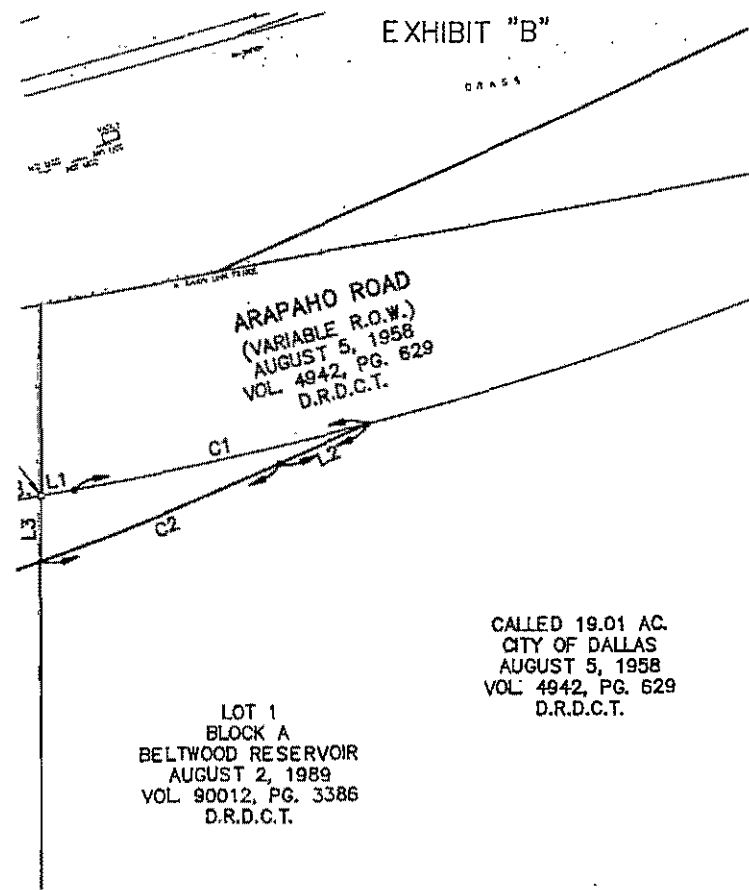 EXHIBIT "B"
GRASS
ARAPAHO ROAD
(VARIABLE R.O.W.)
AUGUST 5, 1958
VOL. 4942, PG. 629
D.R.D.C.T.
C1
L1
L2
L3
C2
CALLED 19.01 AC.
CITY OF DALLAS
AUGUST 5, 1958
VOL. 4942, PG. 629
D.R.D.C.T.
LOT 1
BLOCK A
BELTWOOD RESERVOIR
AUGUST 2, 1989
VOL. 90012, PG. 3386
D.R.D.C.T.